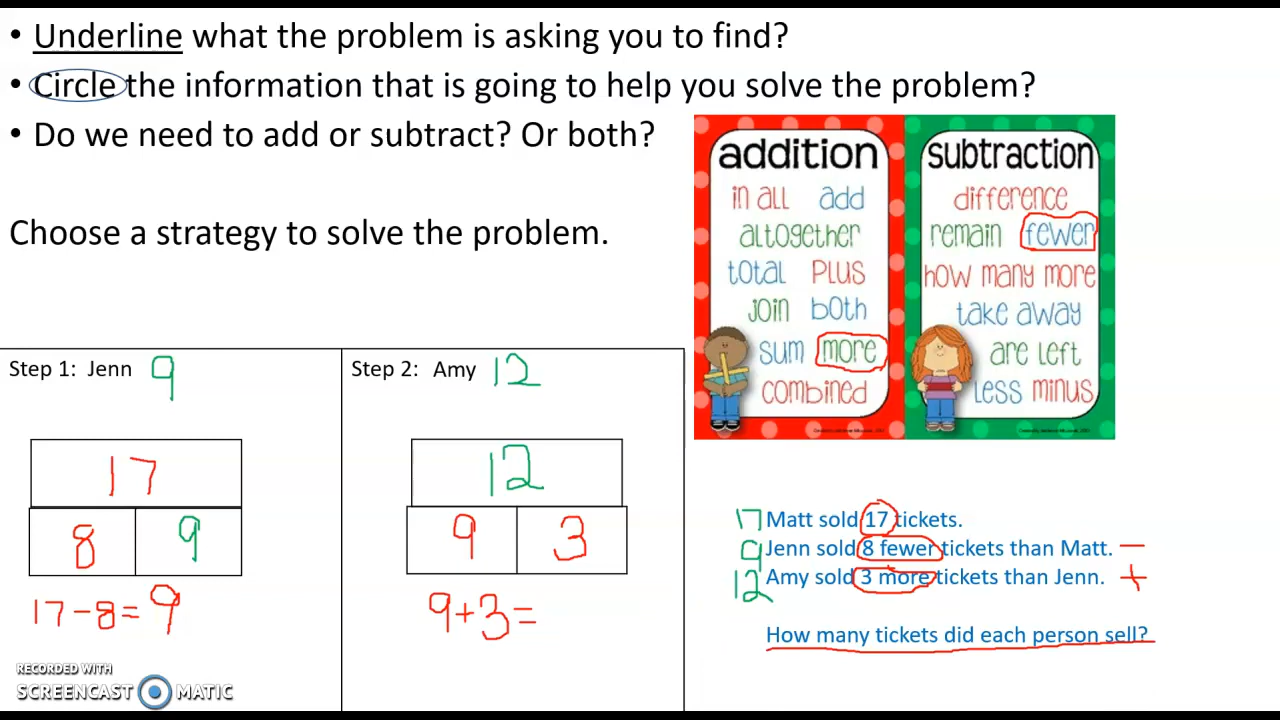 • Underline what the problem is asking you to find?
• Circle the information that is going to help you solve the problem?
• Do we need to add or subtract? Or both?
Choose a strategy to solve the problem.
addition
in all add
altogether
total PLUS
join both
sum more
combined
subtraction
difference
remain fewer
how many more
take away
are left
less minus
Step 1: Jenn 9
17
8 9
17-8=9
Step 2: Amy 12
12
9 3
9+3=
17 Matt sold 17 tickets.
9 Jenn sold 8 fewer tickets than Matt. −
12 Amy sold 3 more tickets than Jenn. +
How many tickets did each person sell?
RECORDED WITH
SCREENCAST MATIC